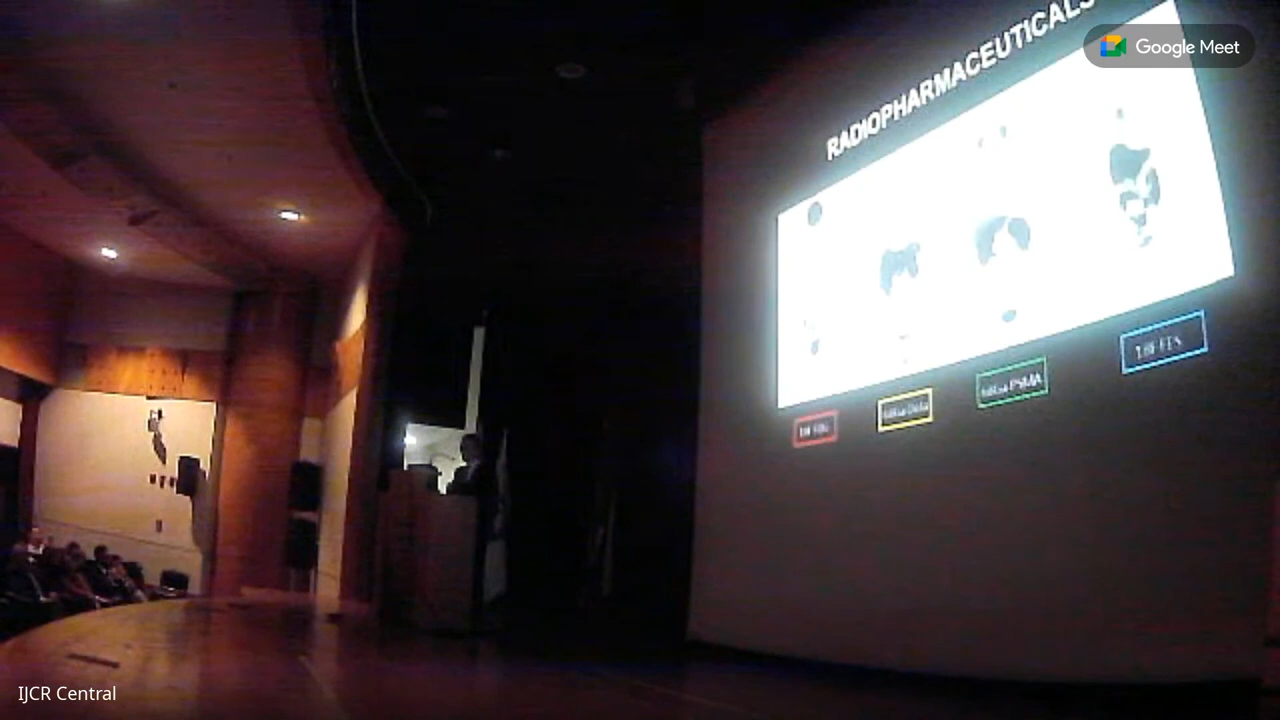 RADIOPHARMACEUTICALS
Google Meet
68Ga PSMA
18F FES
IJCR Central